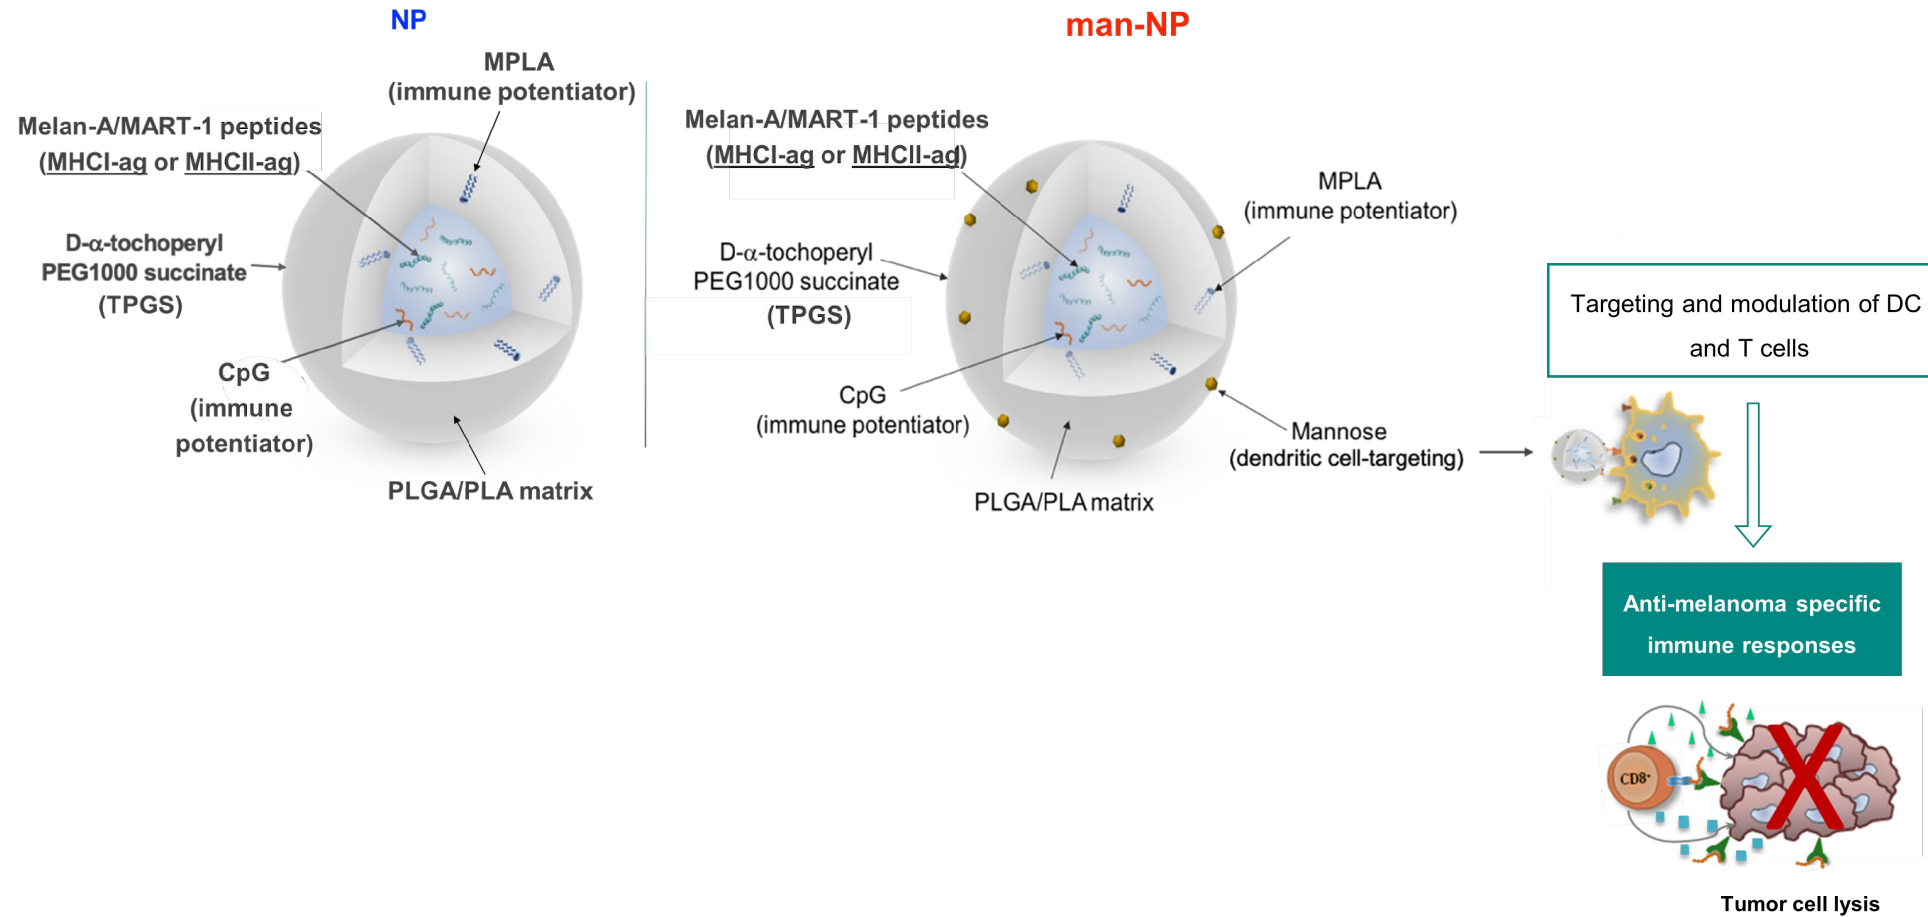 NP
MPLA
(immune potentiator)
Melan-A/MART-1 peptides
(MHCI-ag or MHCII-ag)
D-α-tochoperyl
PEG1000 succinate
(TPGS)
CpG
(immune
potentiator)
PLGA/PLA matrix
man-NP
Melan-A/MART-1 peptides
(MHCI-ag or MHCII-ag)
MPLA
(immune potentiator)
D-α-tochoperyl
PEG1000 succinate
(TPGS)
CpG
(immune potentiator)
Mannose
(dendritic cell-targeting)
PLGA/PLA matrix
Targeting and modulation of DC
and T cells
Anti-melanoma specific
immune responses
CD8+
Tumor cell lysis